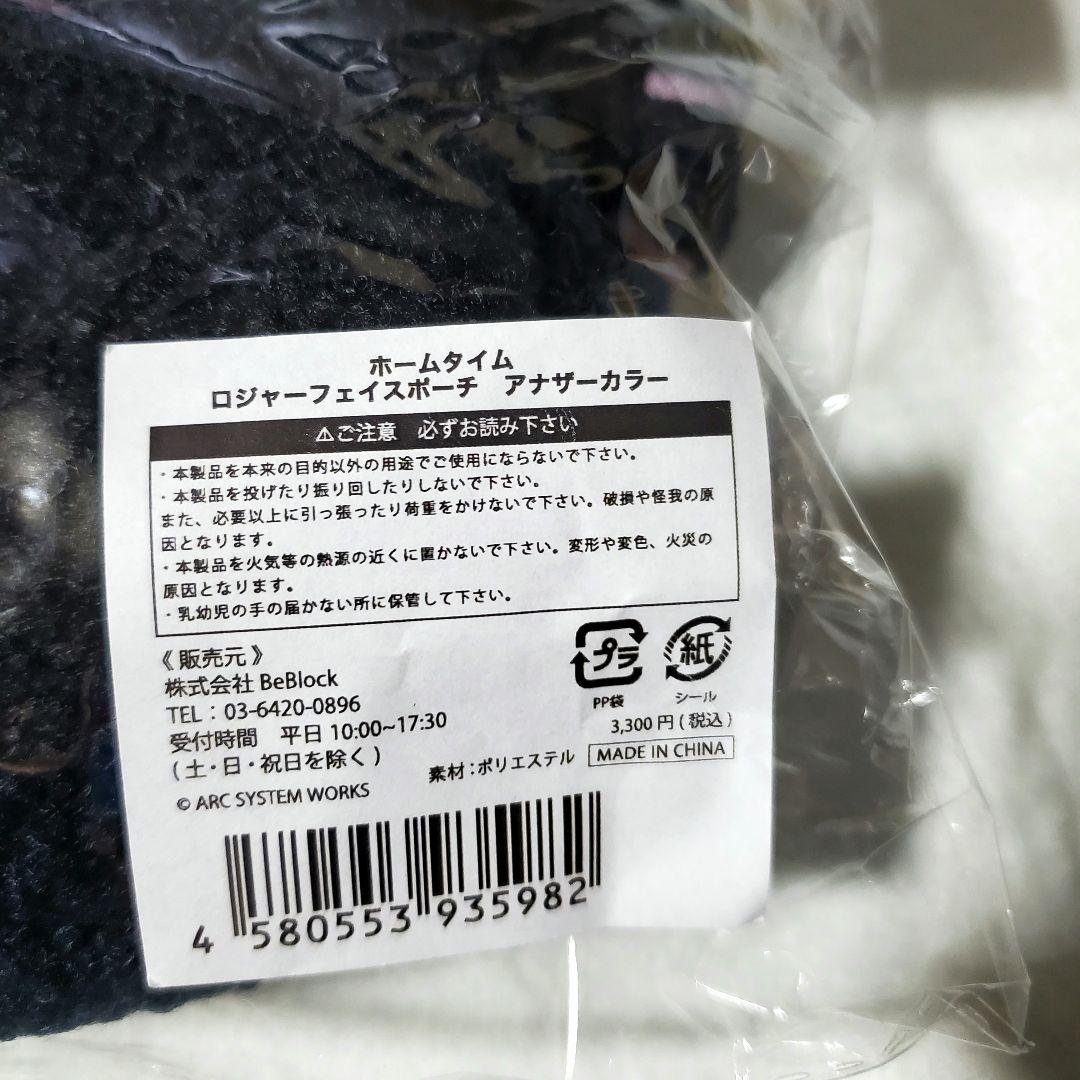 ホームタイム
ロジャーフェイスポーチ アナザーカラー
⚠ご注意 必ずお読み下さい
・本製品を本来の目的以外の用途でご使用にならないで下さい。
・本製品を投げたり振り回したりしないで下さい。
また、必要以上に引っ張ったり荷重をかけないで下さい。破損や怪我の原
因となります。
・本製品を火気等の熱源の近くに置かないで下さい。変形や変色、火災の
原因となります。
・乳幼児の手の届かない所に保管して下さい。
《販売元》
株式会社 BeBlock
TEL：03-6420-0896
受付時間 平日 10:00~17:30
(土・日・祝日を除く)
© ARC SYSTEM WORKS
プラ
PP袋
紙
シール
3,300円(税込)
素材：ポリエステル
MADE IN CHINA
4 580553 935982